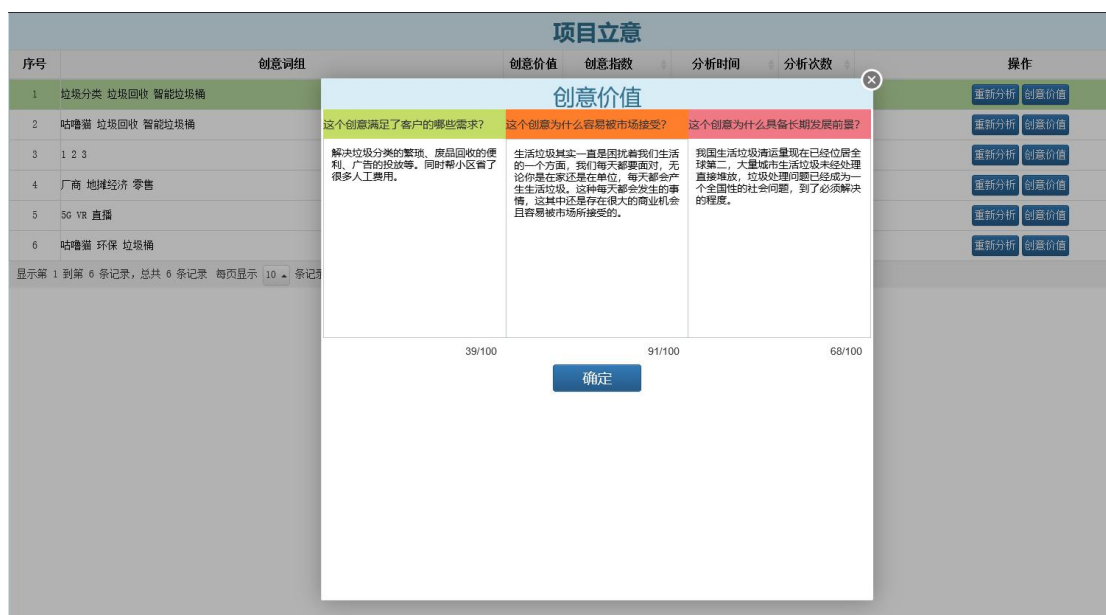 项目立意
序号 创意词组 创意价值 创意指数 分析时间 分析次数 操作
1 垃圾分类 垃圾回收 智能垃圾桶 重新分析 创意价值
2 咕噜猫 垃圾回收 智能垃圾桶 重新分析 创意价值
3 1 2 3 重新分析 创意价值
4 厂商 地摊经济 零售 重新分析 创意价值
5 5G VR 直播 重新分析 创意价值
6 咕噜猫 环保 垃圾桶 重新分析 创意价值
显示第 1 到第 6 条记录，总共 6 条记录 每页显示 10 条记录
创意价值
这个创意满足了客户的哪些需求？
解决垃圾分类的繁琐、废品回收的便
利、广告的投放等。同时帮小区省了
很多人工费用。
39/100
这个创意为什么容易被市场接受？
生活垃圾其实一直是困扰着我们生活
的一个方面，我们每天都要面对，无
论你是在家还是在单位，每天都会产
生生活垃圾。这种每天都会发生的事
情，这其中还是存在很大的商业机会
且容易被市场所接受的。
91/100
这个创意为什么具备长期发展前景？
我国生活垃圾清运量现在已经位居全
球第二，大量城市生活垃圾未经处理
直接堆放，垃圾处理问题已经成为一
个全国性的社会问题，到了必须解决
的程度。
68/100
确定